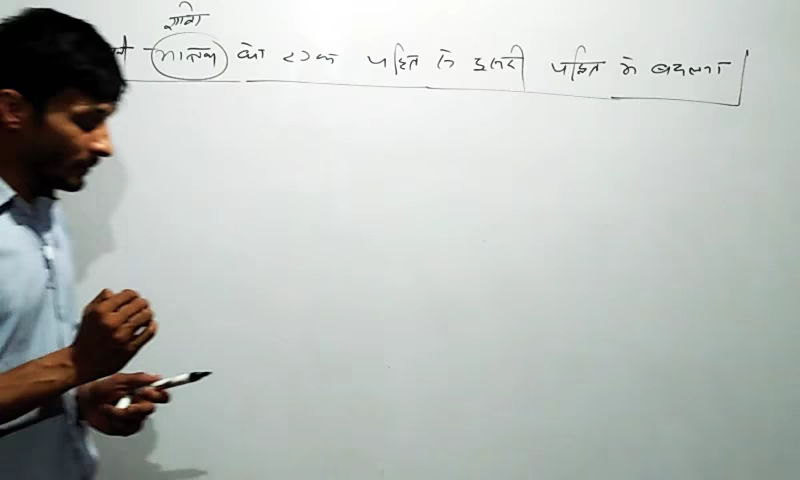 राशि
मात्रक को एक पद्धति से दूसरी पद्धति में बदलना